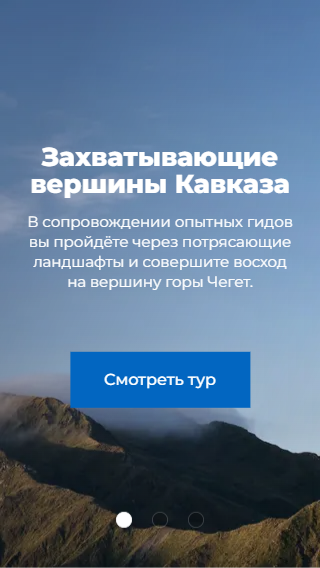 Захватывающие
вершины Кавказа
В сопровождении опытных гидов
вы пройдёте через потрясающие
ландшафты и совершите восход
на вершину горы Чегет.
Смотреть тур